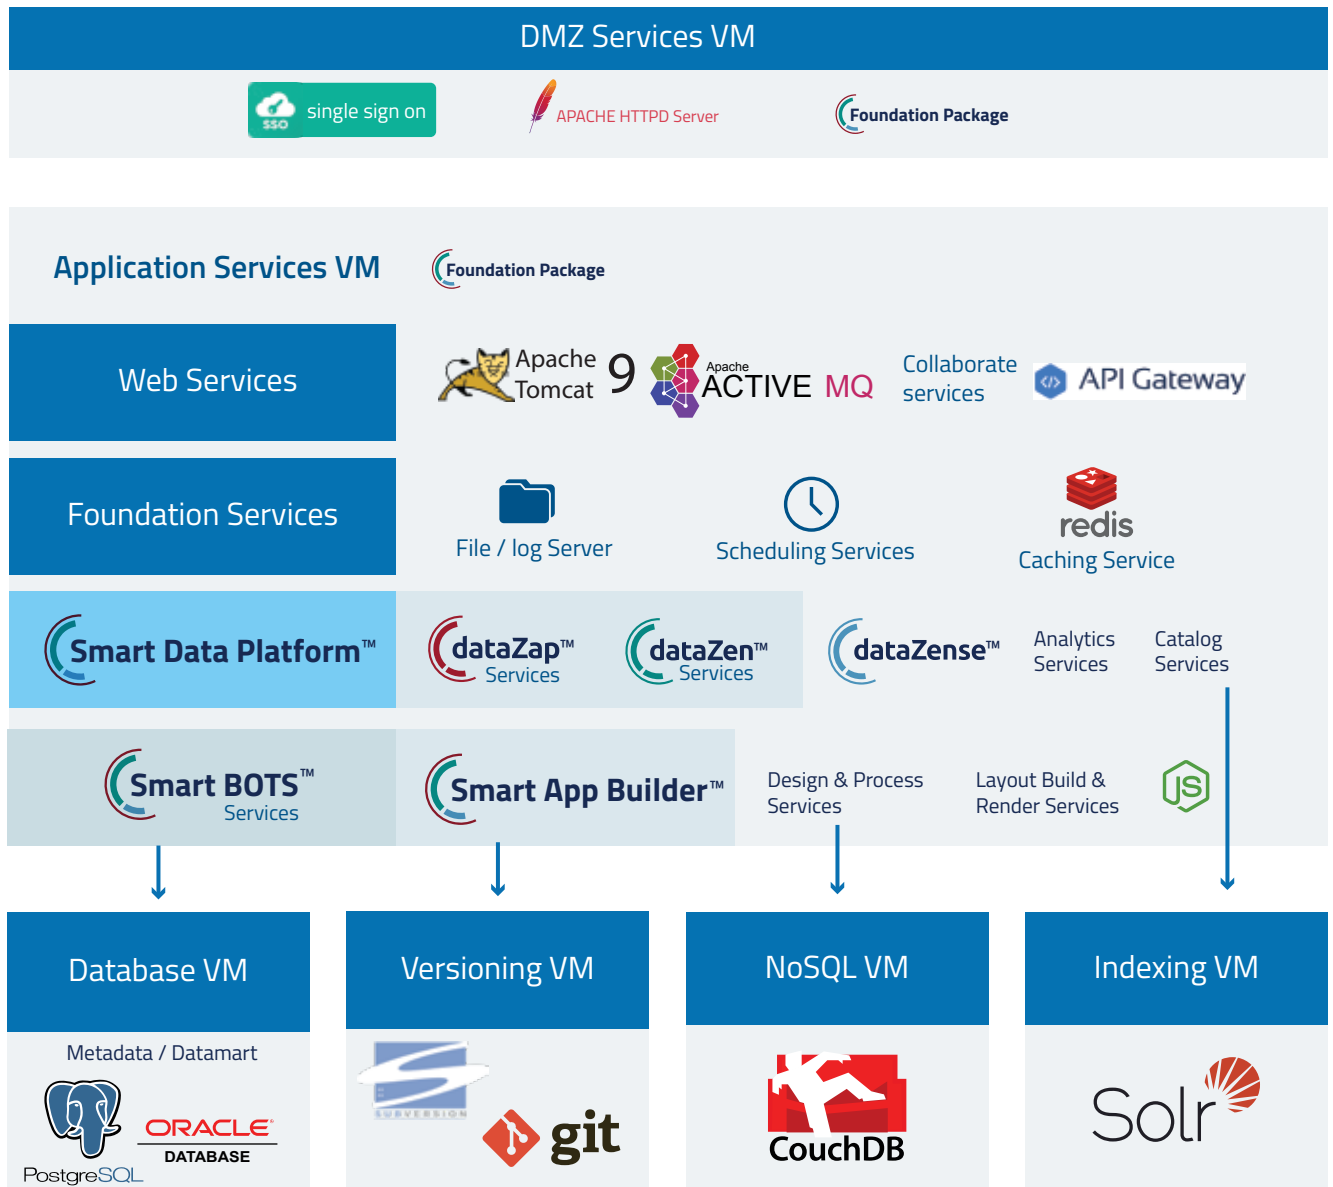 DMZ Services VM
SSO
single sign on
APACHE HTTPD Server
Foundation Package
Application Services VM
Foundation Package
Web Services
Apache
Tomcat
9
Apache
ACTIVE MQ
Collaborate
services
</>
API Gateway
Foundation Services
File / log Server
Scheduling Services
redis
Caching Service
Smart Data Platform™
dataZap™
Services
dataZen™
Services
dataZense™
Analytics
Services
Catalog
Services
Smart BOTS™
Services
Smart App Builder™
Design & Process
Services
Layout Build &
Render Services
JS
Database VM
Versioning VM
NoSQL VM
Indexing VM
Metadata / Datamart
PostgreSQL
ORACLE®
DATABASE
SUBVERSION
git
CouchDB
Solr